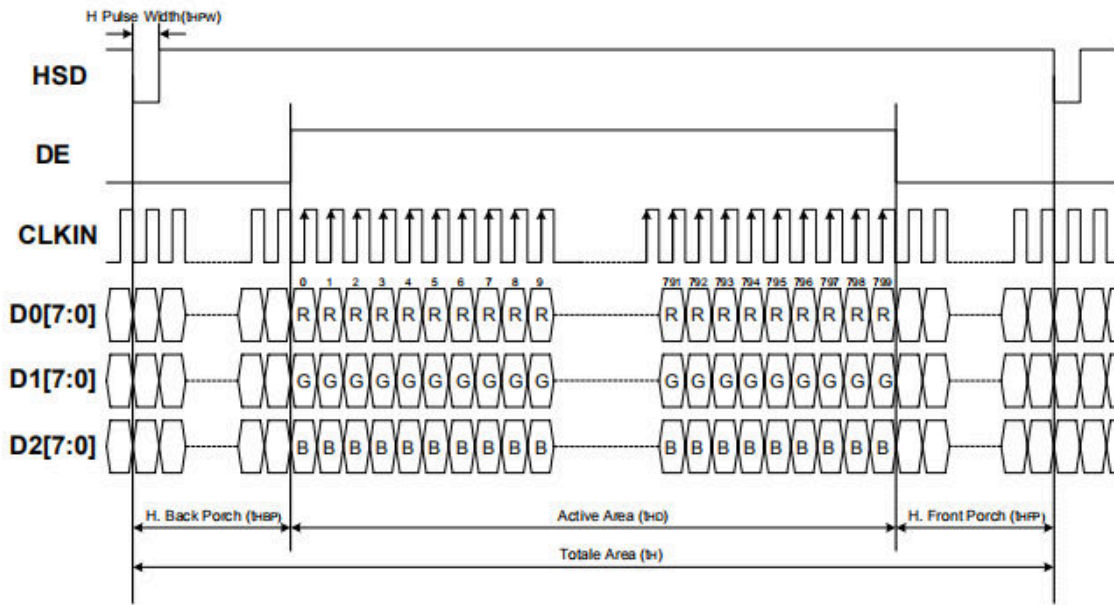 H Pulse Width(tHPW)
HSD
DE
CLKIN
0 1 2 3 4 5 6 7 8 9 791 792 793 794 795 796 797 798 799
D0[7:0] R R R R R R R R R R R R R R R R R R R
D1[7:0] G G G G G G G G G G G G G G G G G G G
D2[7:0] B B B B B B B B B B B B B B B B B B B
H. Back Porch (tHBP) Active Area (tHD) H. Front Porch (tHFP)
Totale Area (tH)